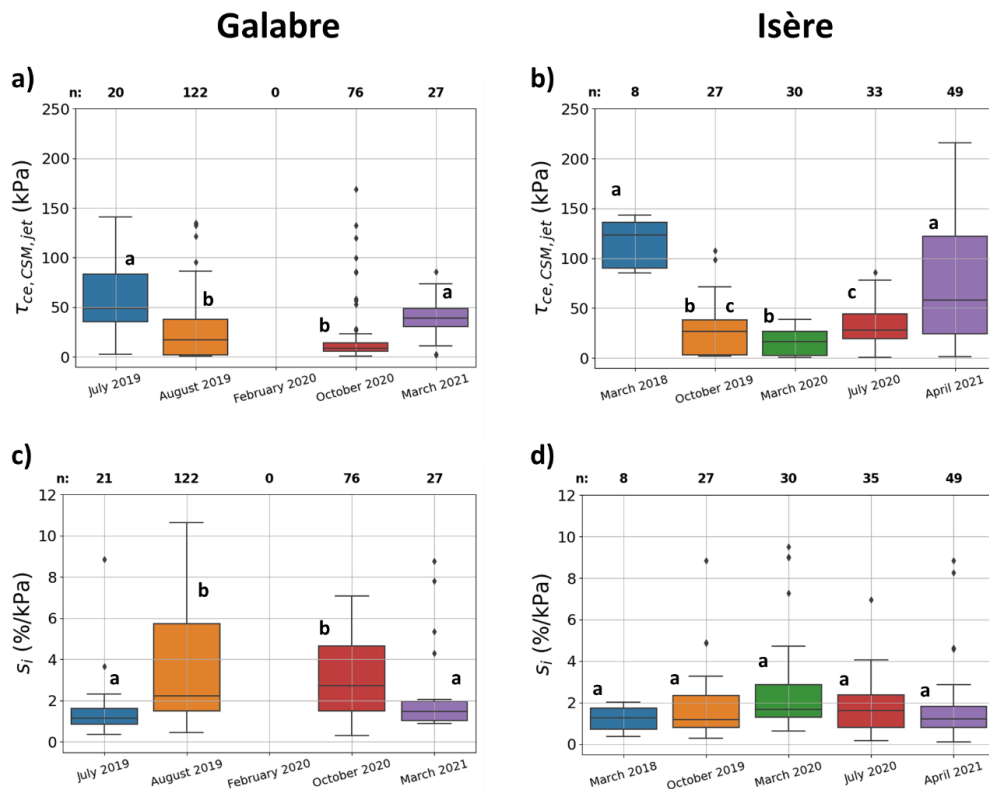 Galabre
Isère
a)
n: 20 122 0 76 27
250
200
150
100
50
0
τce,CSM,jet (kPa)
a
b
b
a
July 2019 August 2019 February 2020 October 2020 March 2021
b)
n: 8 27 30 33 49
250
200
150
100
50
0
τce,CSM,jet (kPa)
a
b c
b
c
a
March 2018 October 2019 March 2020 July 2020 April 2021
c)
n: 21 122 0 76 27
12
10
8
6
4
2
0
si (%/kPa)
a
b
b
a
July 2019 August 2019 February 2020 October 2020 March 2021
d)
n: 8 27 30 35 49
12
10
8
6
4
2
0
si (%/kPa)
a
a
a
a
a
March 2018 October 2019 March 2020 July 2020 April 2021